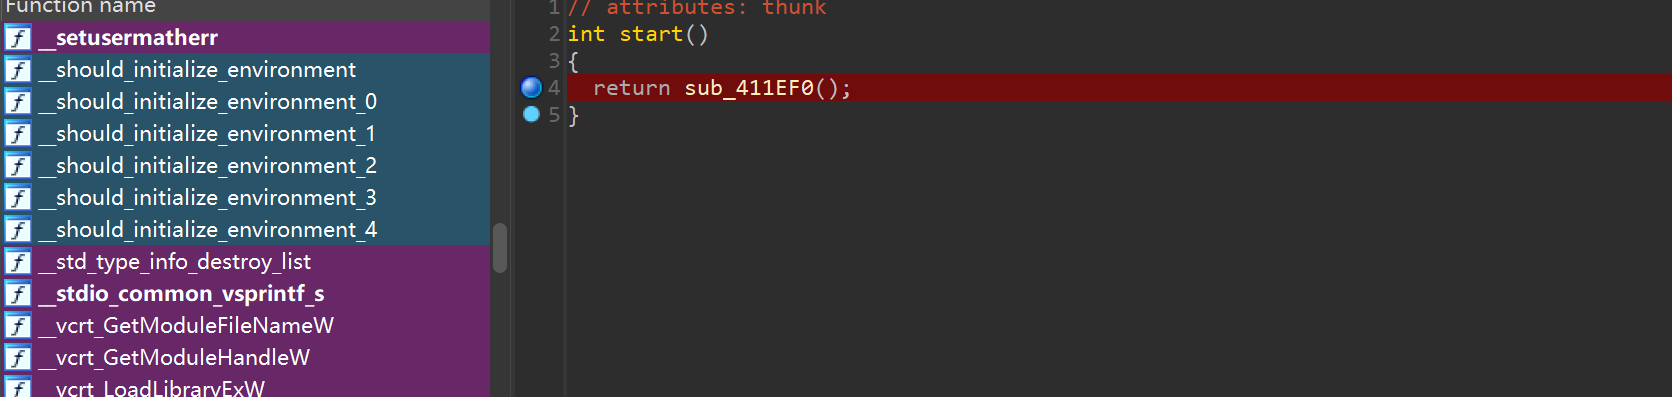 Function name
f __setusermatherr
f __should_initialize_environment
f __should_initialize_environment_0
f __should_initialize_environment_1
f __should_initialize_environment_2
f __should_initialize_environment_3
f __should_initialize_environment_4
f __std_type_info_destroy_list
f __stdio_common_vsprintf_s
f __vcrt_GetModuleFileNameW
f __vcrt_GetModuleHandleW
f __vcrt_LoadLibraryExW
1 // attributes: thunk
2 int start()
3 {
4   return sub_411EF0();
5 }